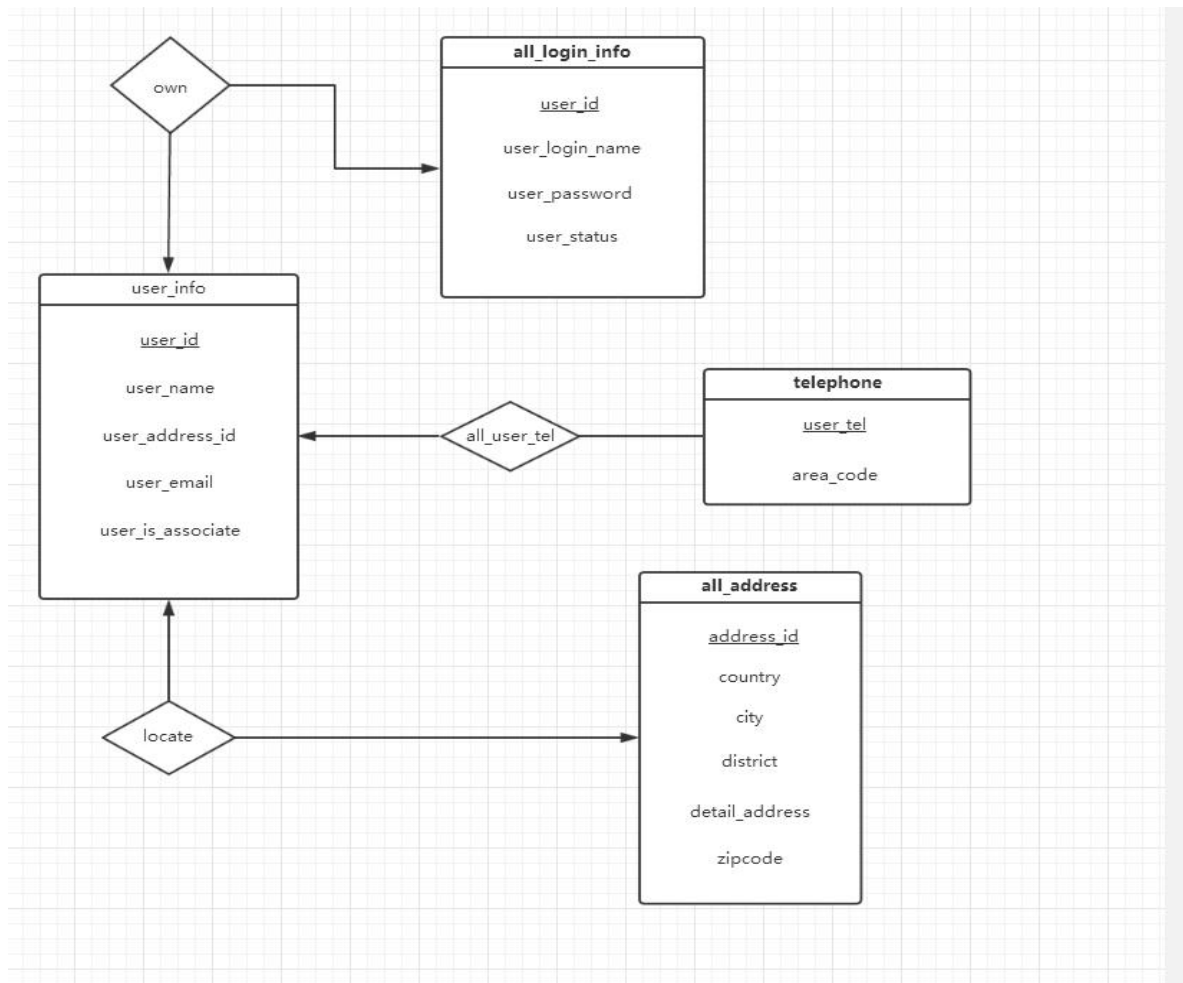 own
all_login_info
user_id
user_login_name
user_password
user_status
user_info
user_id
user_name
user_address_id
user_email
user_is_associate
all_user_tel
telephone
user_tel
area_code
locate
all_address
address_id
country
city
district
detail_address
zipcode